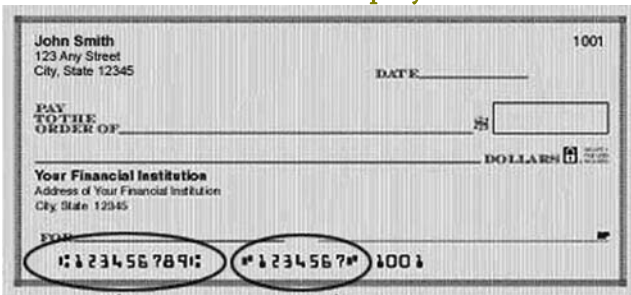 John Smith 1001
123 Any Street
City, State 12345
DATE
PAY
TO THE
ORDER OF
DOLLARS
Your Financial Institution
Address of Your Financial Institution
City, State 12345
FOR
⑆123456789⑆ ⑈1234567⑈ 1001